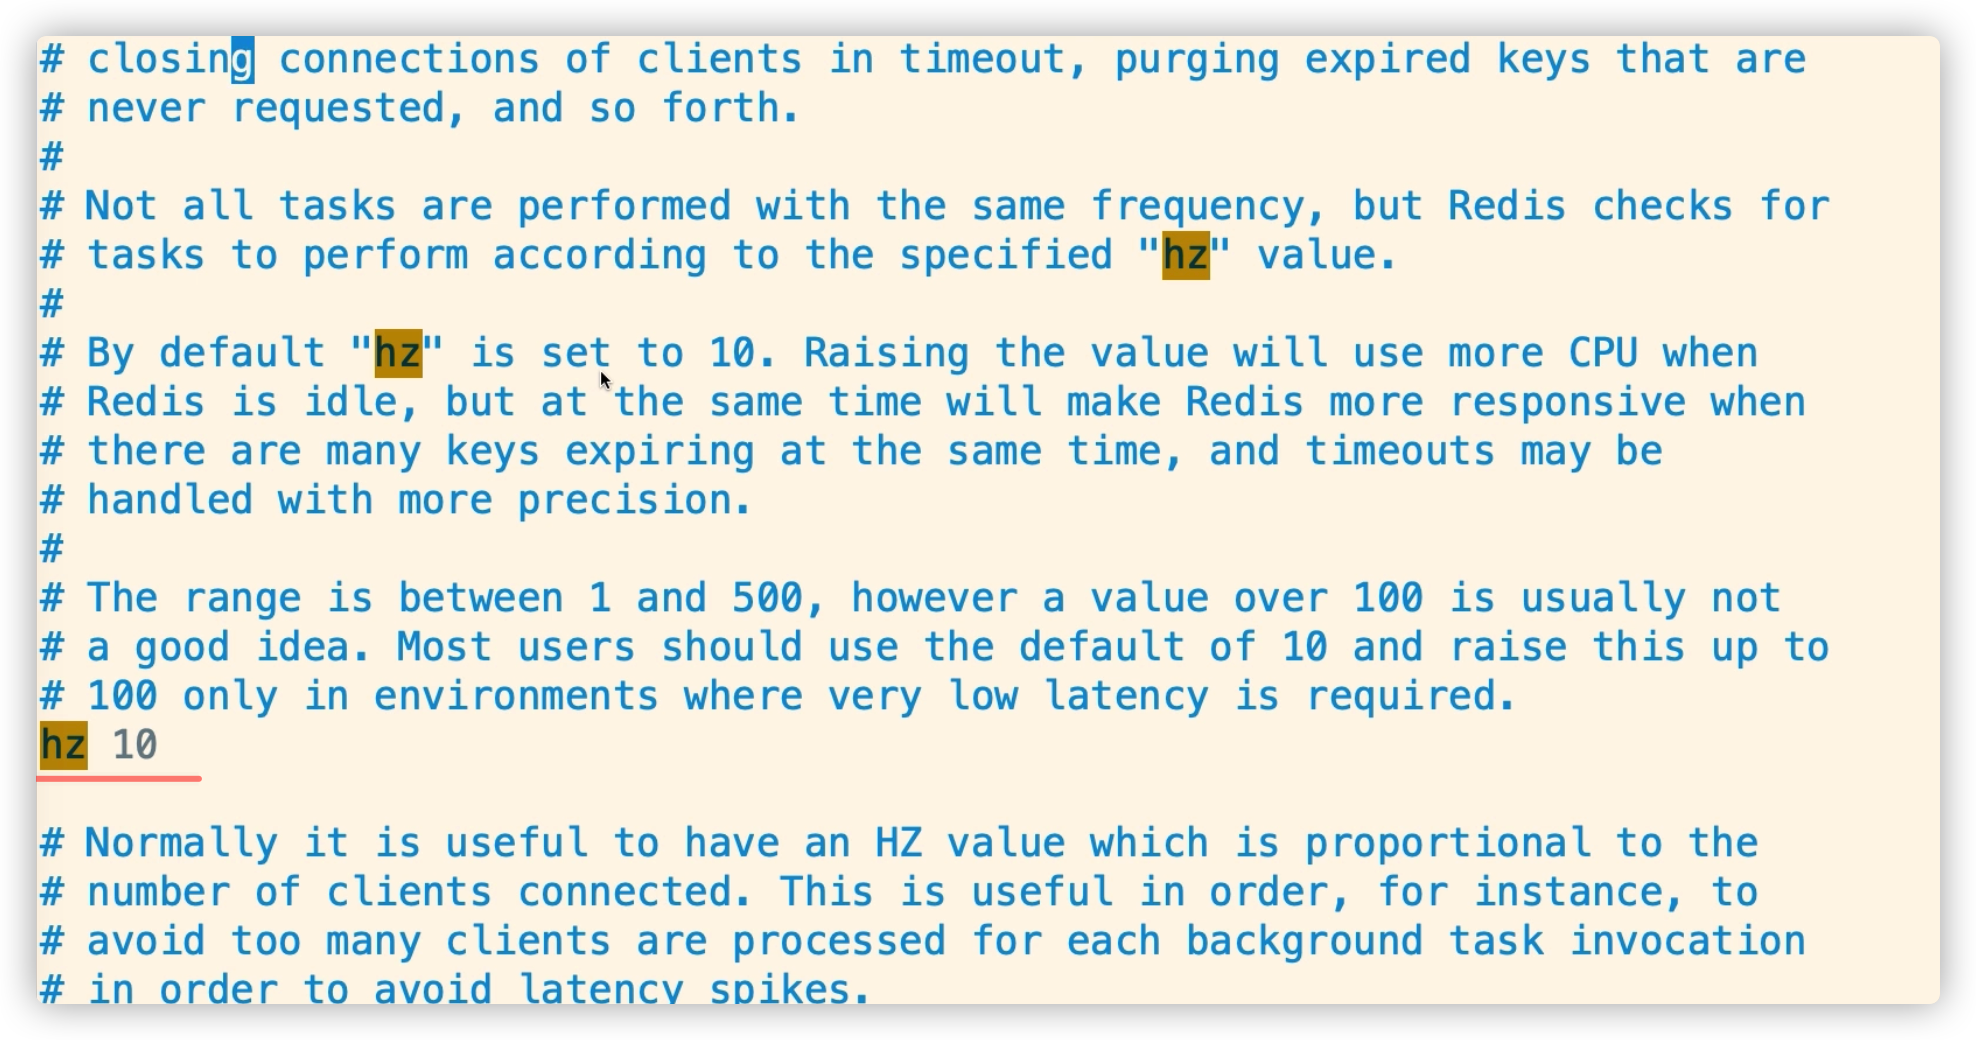 # closing connections of clients in timeout, purging expired keys that are
# never requested, and so forth.
#
# Not all tasks are performed with the same frequency, but Redis checks for
# tasks to perform according to the specified "hz" value.
#
# By default "hz" is set to 10. Raising the value will use more CPU when
# Redis is idle, but at the same time will make Redis more responsive when
# there are many keys expiring at the same time, and timeouts may be
# handled with more precision.
#
# The range is between 1 and 500, however a value over 100 is usually not
# a good idea. Most users should use the default of 10 and raise this up to
# 100 only in environments where very low latency is required.
hz 10
# Normally it is useful to have an HZ value which is proportional to the
# number of clients connected. This is useful in order, for instance, to
# avoid too many clients are processed for each background task invocation
# in order to avoid latency spikes.